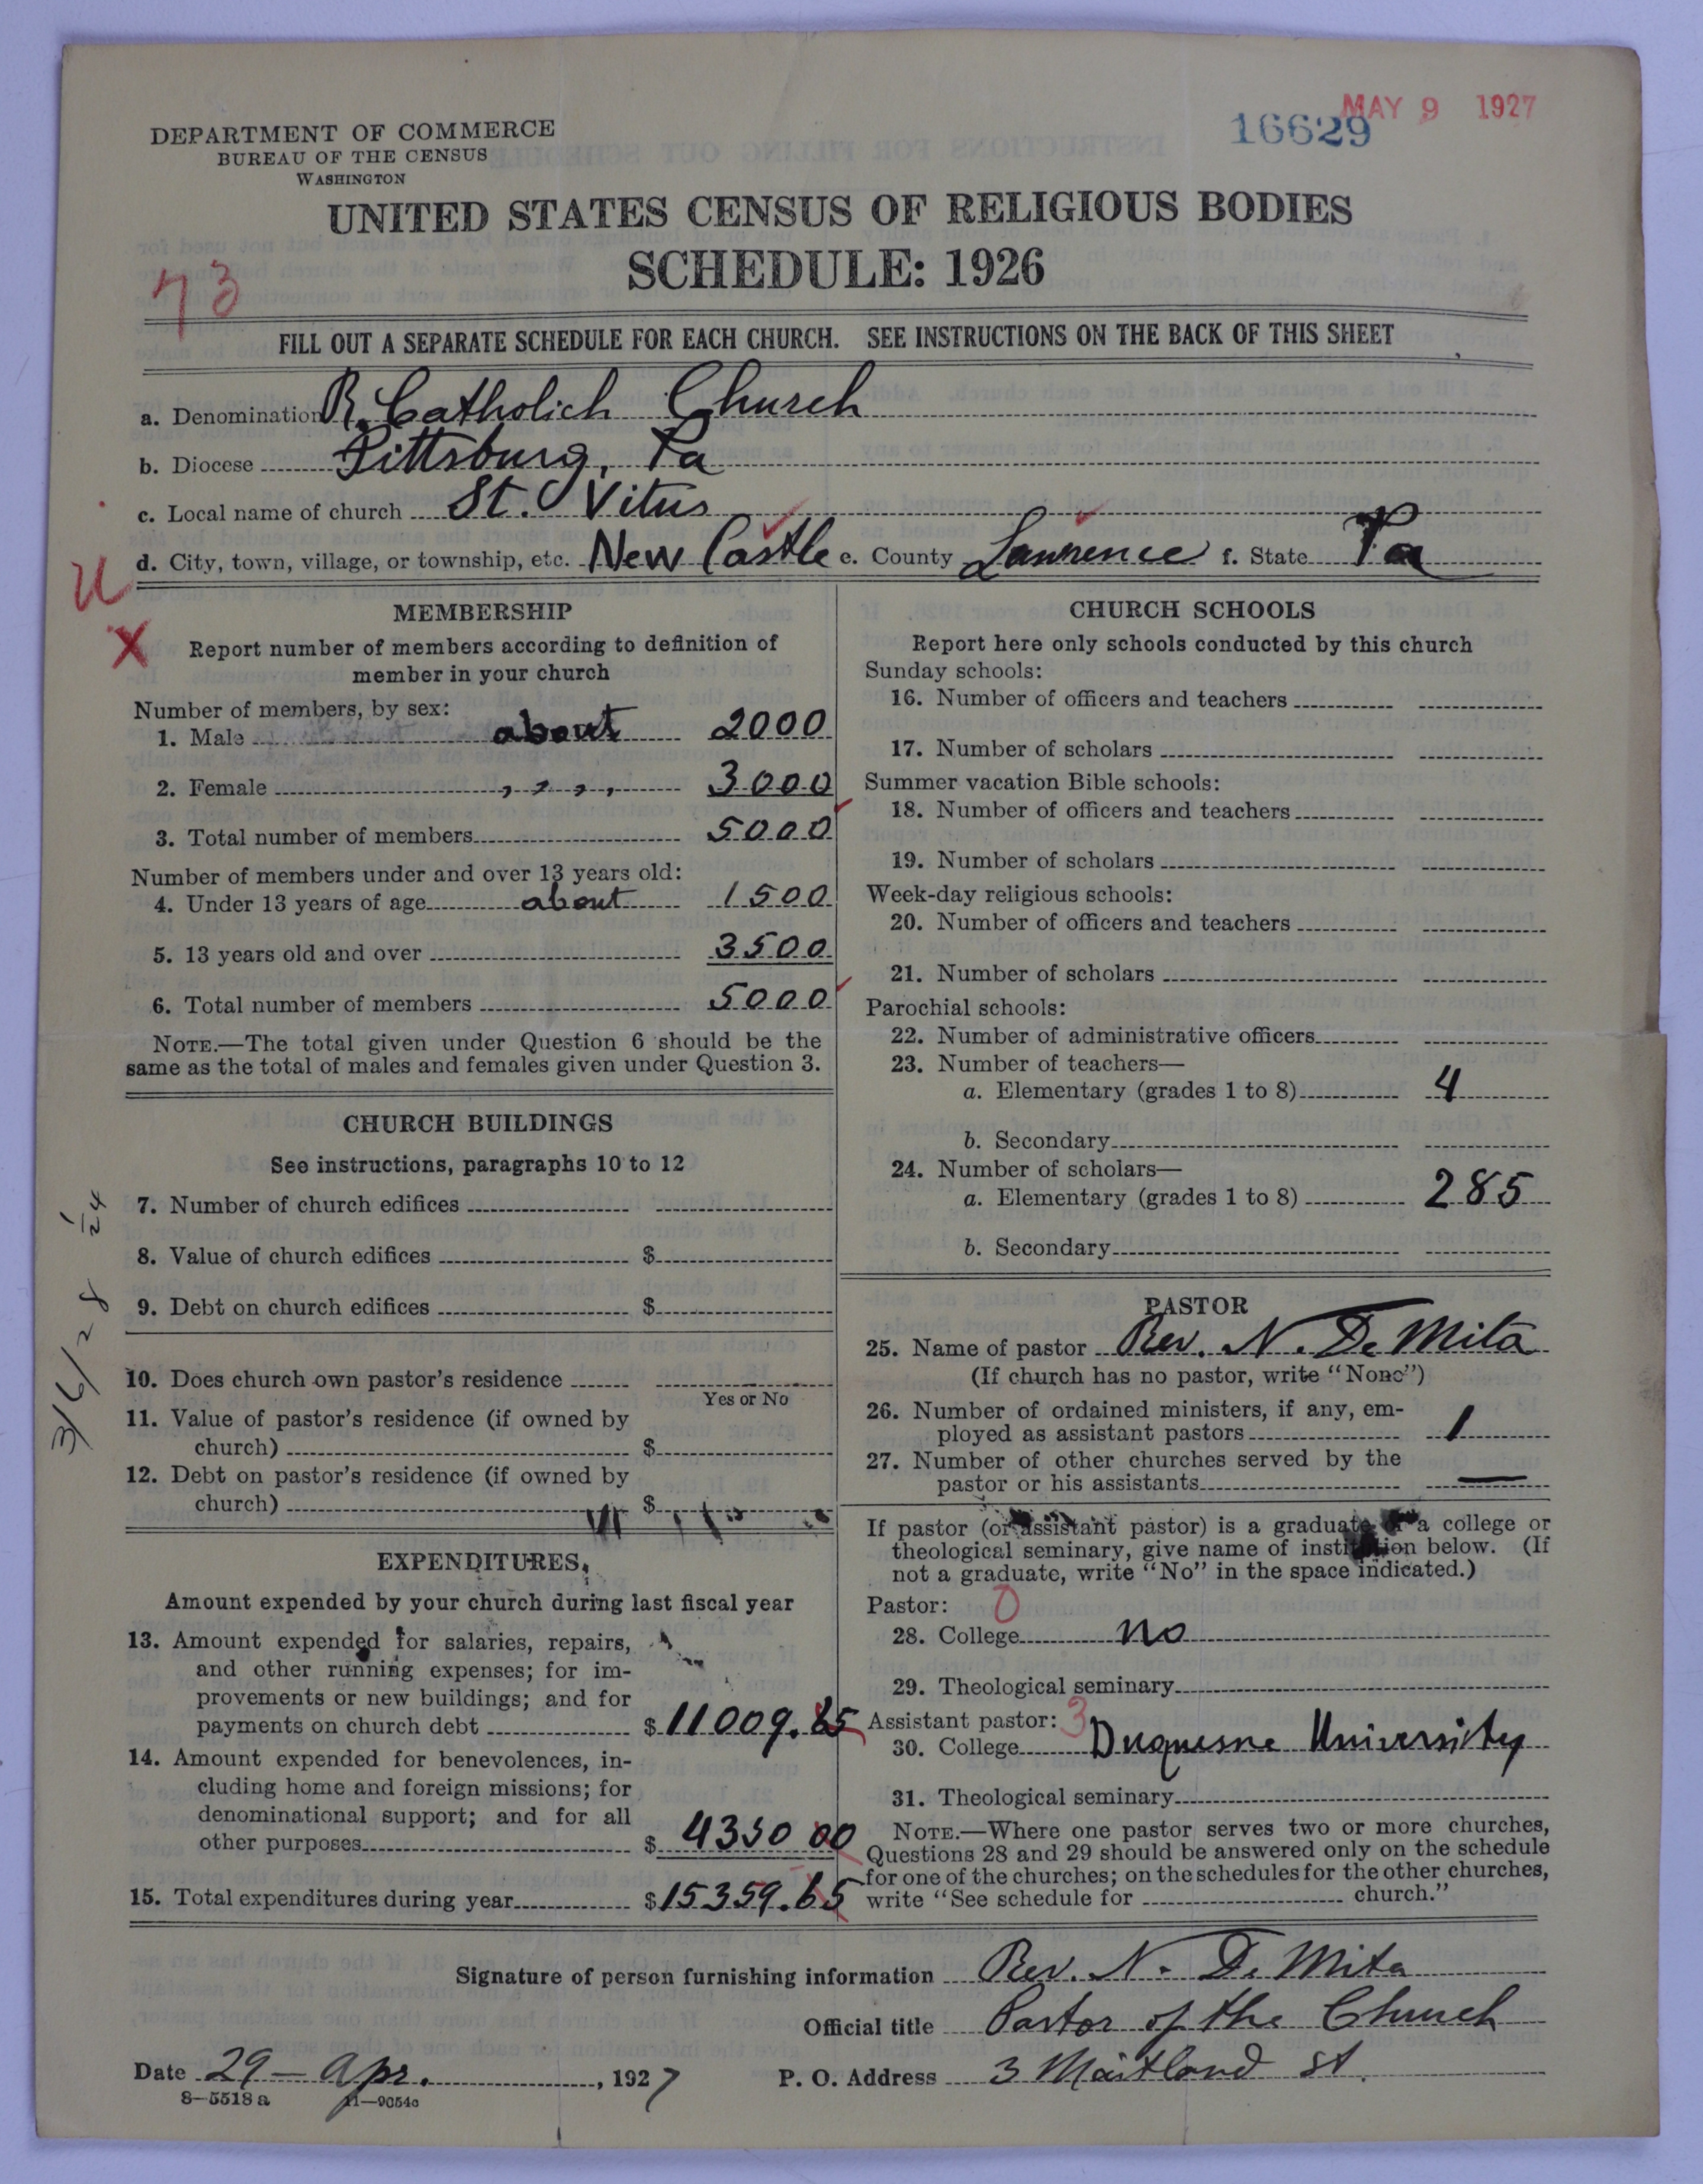 MAY 9 1927
16629
DEPARTMENT OF COMMERCE
BUREAU OF THE CENSUS
WASHINGTON
UNITED STATES CENSUS OF RELIGIOUS BODIES
SCHEDULE: 1926
73
FILL OUT A SEPARATE SCHEDULE FOR EACH CHURCH. SEE INSTRUCTIONS ON THE BACK OF THIS SHEET
a. Denomination R. Catholich Church
b. Diocese Pittsburg, Pa
c. Local name of church St. Vitus
d. City, town, village, or township, etc. New Castle e. County Lawrence f. State Pa
U
X
MEMBERSHIP
Report number of members according to definition of
member in your church
Number of members, by sex:
1. Male about 2000
2. Female , , , , 3000
3. Total number of members 5000
Number of members under and over 13 years old:
4. Under 13 years of age about 1500
5. 13 years old and over 3500
6. Total number of members 5000
NOTE.—The total given under Question 6 should be the
same as the total of males and females given under Question 3.
CHURCH BUILDINGS
See instructions, paragraphs 10 to 12
7. Number of church edifices
8. Value of church edifices $
9. Debt on church edifices $
10. Does church own pastor's residence
Yes or No
11. Value of pastor's residence (if owned by
church) $
12. Debt on pastor's residence (if owned by
church) $
3/6/28 1/24
EXPENDITURES
Amount expended by your church during last fiscal year
13. Amount expended for salaries, repairs,
and other running expenses; for im-
provements or new buildings; and for
payments on church debt $11009.65
14. Amount expended for benevolences, in-
cluding home and foreign missions; for
denominational support; and for all
other purposes $ 4350 00
15. Total expenditures during year $15359.65
CHURCH SCHOOLS
Report here only schools conducted by this church
Sunday schools:
16. Number of officers and teachers
17. Number of scholars
Summer vacation Bible schools:
18. Number of officers and teachers
19. Number of scholars
Week-day religious schools:
20. Number of officers and teachers
21. Number of scholars
Parochial schools:
22. Number of administrative officers
23. Number of teachers—
a. Elementary (grades 1 to 8) 4
b. Secondary
24. Number of scholars—
a. Elementary (grades 1 to 8) 285
b. Secondary
PASTOR
25. Name of pastor Rev. N. De Mita
(If church has no pastor, write "None")
26. Number of ordained ministers, if any, em-
ployed as assistant pastors 1
27. Number of other churches served by the
pastor or his assistants —
If pastor (or assistant pastor) is a graduate of a college or
theological seminary, give name of institution below. (If
not a graduate, write "No" in the space indicated.)
Pastor: 0
28. College no
29. Theological seminary
Assistant pastor: 3
30. College Duquesne University
31. Theological seminary
NOTE.—Where one pastor serves two or more churches,
Questions 28 and 29 should be answered only on the schedule
for one of the churches; on the schedules for the other churches,
write "See schedule for church."
Signature of person furnishing information Rev. N. De Mita
Official title Pastor of the Church
Date 29 — Apr. , 1927 P. O. Address 3 Maitland St.
8—5518 a 11—9054c